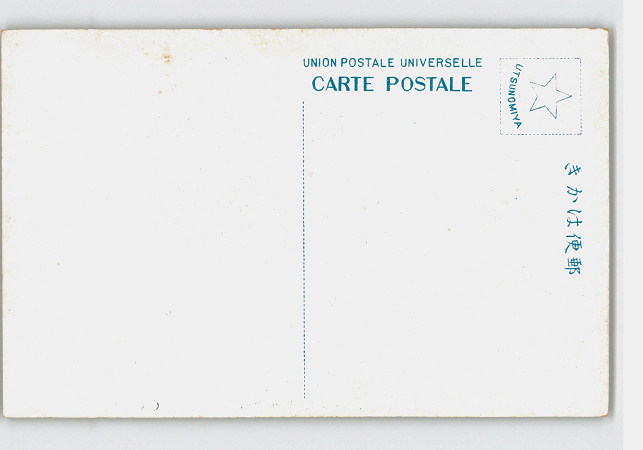 UNION POSTALE UNIVERSELLE
CARTE POSTALE
UTSUNOMIYA
郵便はかき